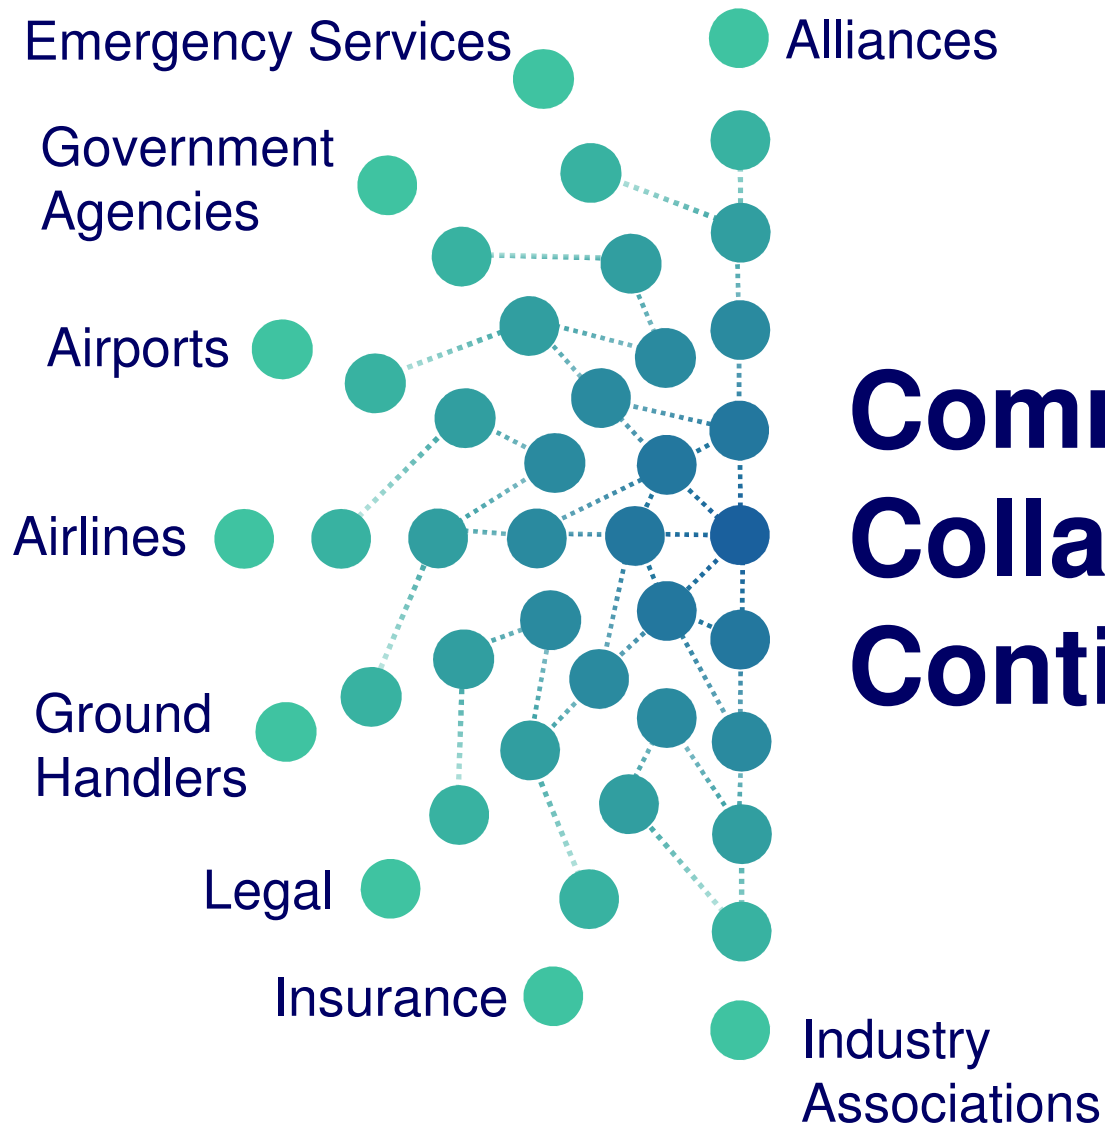 Emergency Services
Alliances
Government
Agencies
Airports
Airlines
Ground
Handlers
Legal
Insurance
Industry
Associations